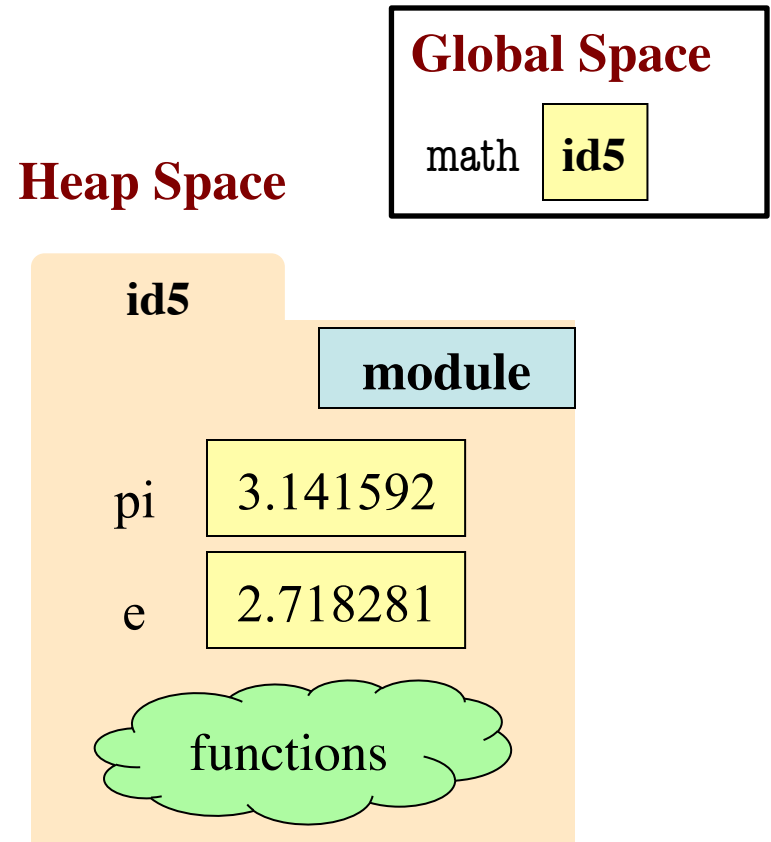 Global Space
math id5
Heap Space
id5
module
pi 3.141592
e 2.718281
functions